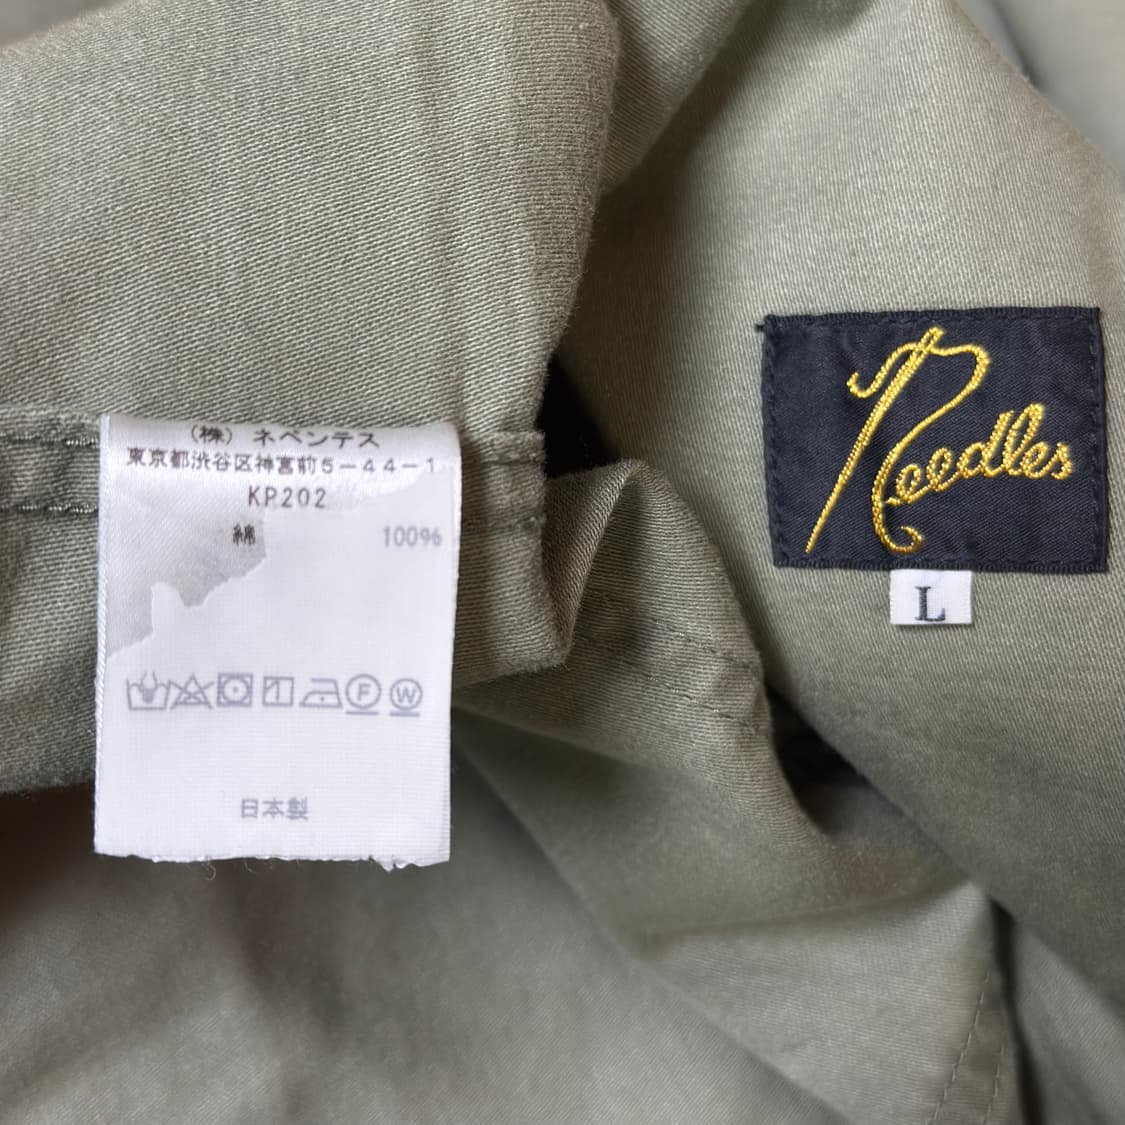 (株) ネペンテス
東京都渋谷区神宮前5-44-1
KP202
綿 100%
F W
日本製
Needles
L